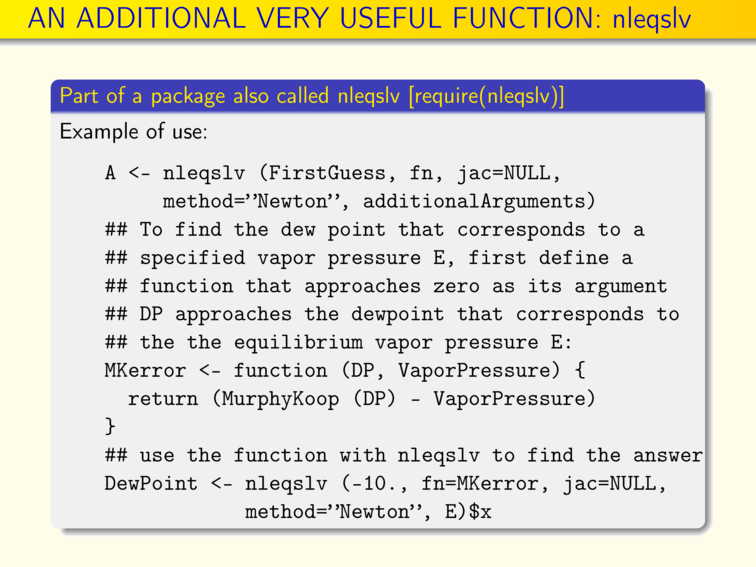 AN ADDITIONAL VERY USEFUL FUNCTION: nleqslv
Part of a package also called nleqslv [require(nleqslv)]
Example of use:
A <- nleqslv (FirstGuess, fn, jac=NULL,
method=”Newton”, additionalArguments)
## To find the dew point that corresponds to a
## specified vapor pressure E, first define a
## function that approaches zero as its argument
## DP approaches the dewpoint that corresponds to
## the the equilibrium vapor pressure E:
MKerror <- function (DP, VaporPressure) {
return (MurphyKoop (DP) - VaporPressure)
}
## use the function with nleqslv to find the answer
DewPoint <- nleqslv (-10., fn=MKerror, jac=NULL,
method=”Newton”, E)$x